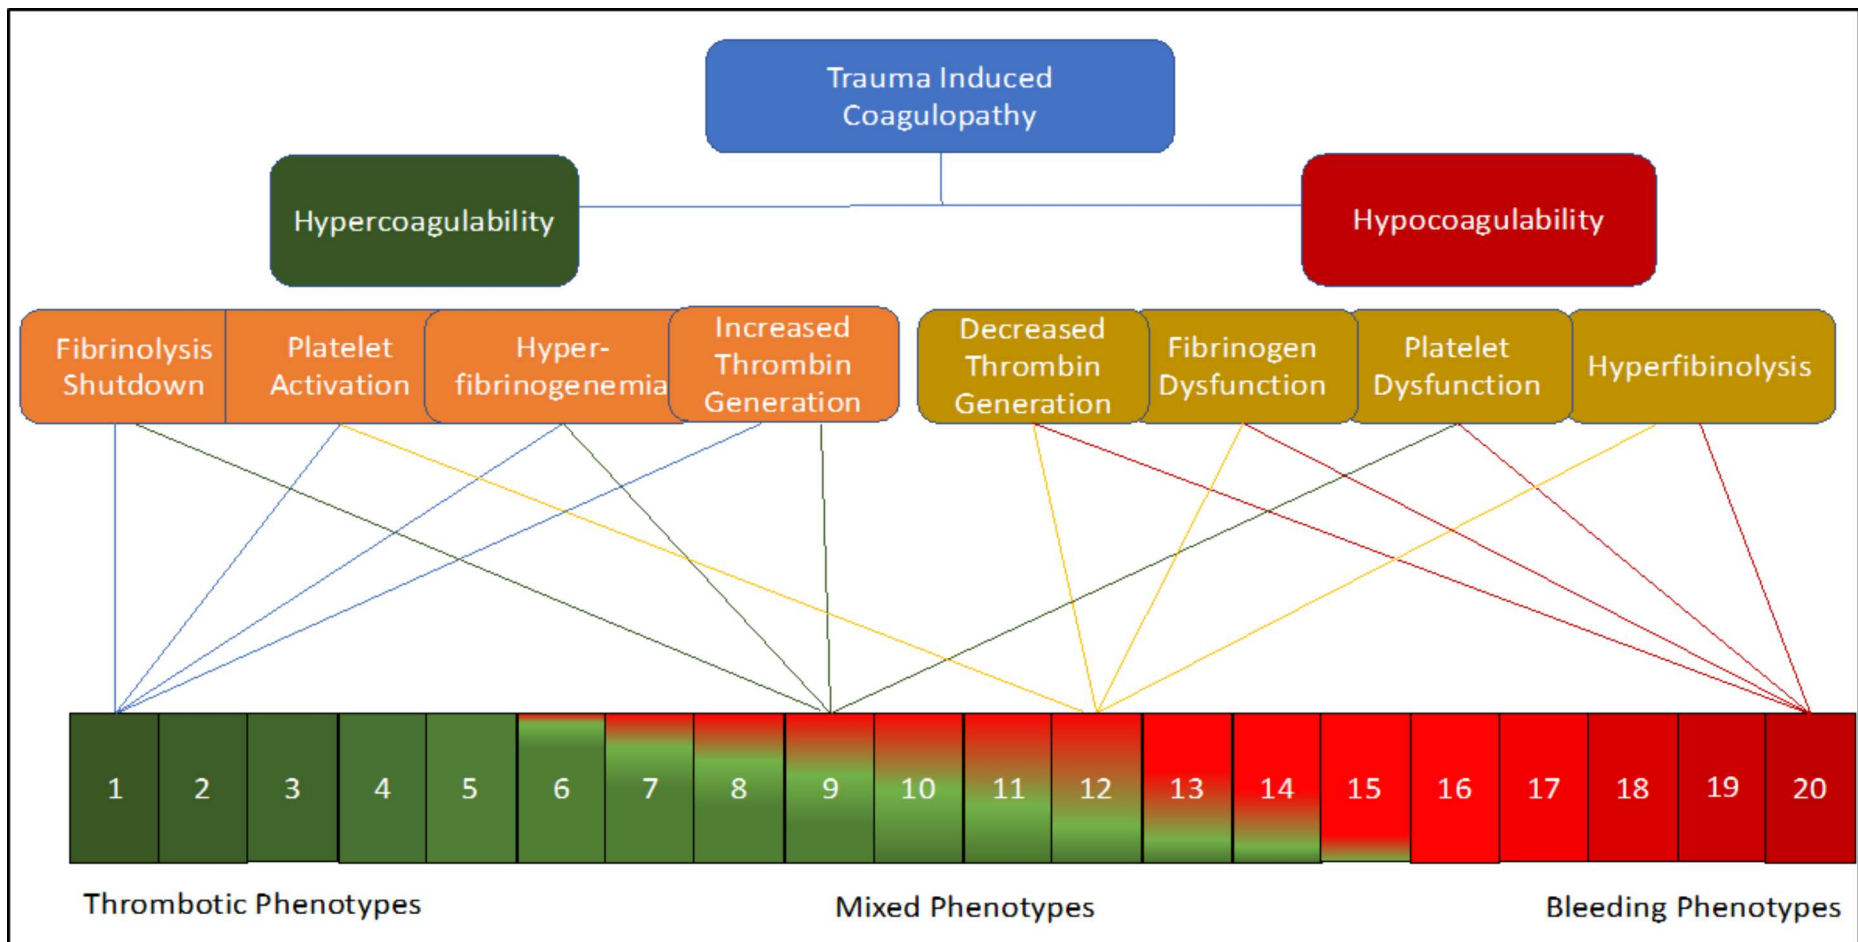 Trauma Induced
Coagulopathy
Hypercoagulability
Hypocoagulability
Fibrinolysis
Shutdown
Platelet
Activation
Hyper-
fibrinogenemia
Increased
Thrombin
Generation
Decreased
Thrombin
Generation
Fibrinogen
Dysfunction
Platelet
Dysfunction
Hyperfibinolysis
1 2 3 4 5 6 7 8 9 10 11 12 13 14 15 16 17 18 19 20
Thrombotic Phenotypes
Mixed Phenotypes
Bleeding Phenotypes